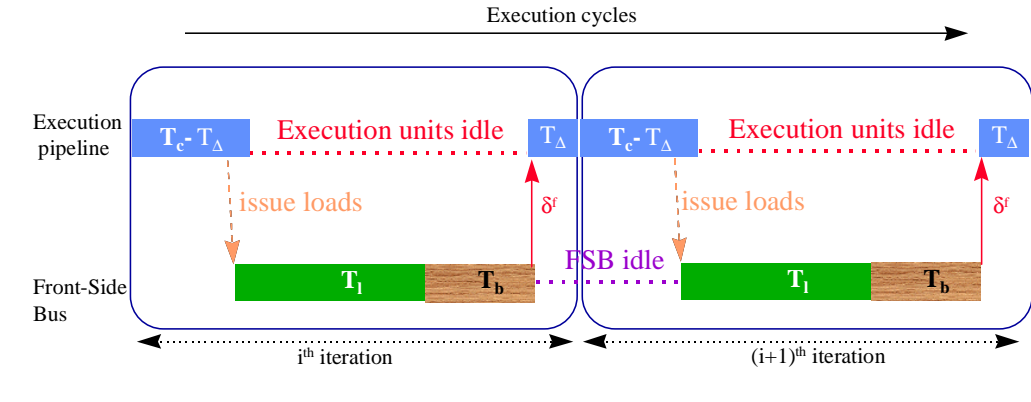 Execution cycles
Execution pipeline
Tc- TΔ
Execution units idle
TΔ
Tc- TΔ
Execution units idle
TΔ
issue loads
δf
issue loads
δf
FSB idle
Front-Side Bus
Tl
Tb
Tl
Tb
ith iteration
(i+1)th iteration